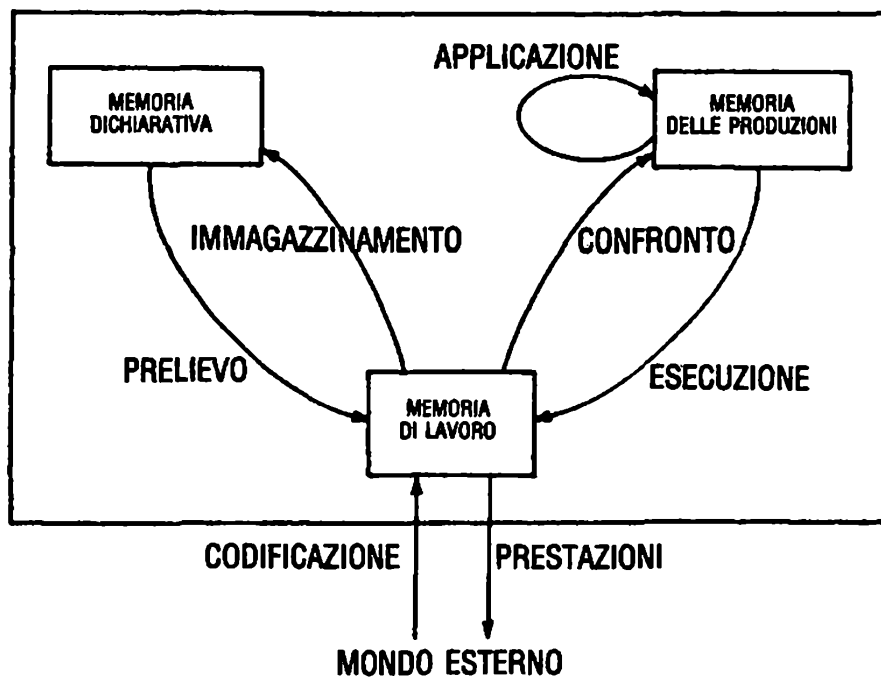 APPLICAZIONE
MEMORIA
DICHIARATIVA
MEMORIA
DELLE PRODUZIONI
IMMAGAZZINAMENTO
CONFRONTO
PRELIEVO
ESECUZIONE
MEMORIA
DI LAVORO
CODIFICAZIONE
PRESTAZIONI
MONDO ESTERNO